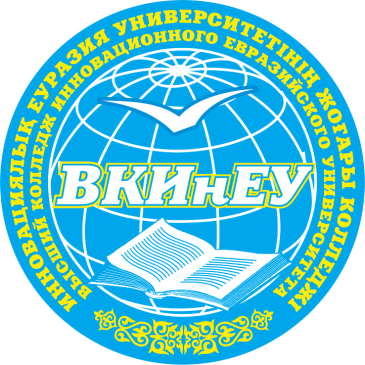 ИННОВАЦИЯЛЫҚ ЕУРАЗИЯ УНИВЕРСИТЕТІНІҢ ЖОҒАРЫ КОЛЛЕДЖІ
ВЫСШИЙ КОЛЛЕДЖ ИННОВАЦИОННОГО ЕВРАЗИЙСКОГО УНИВЕРСИТЕТА
ВКИнЕУ